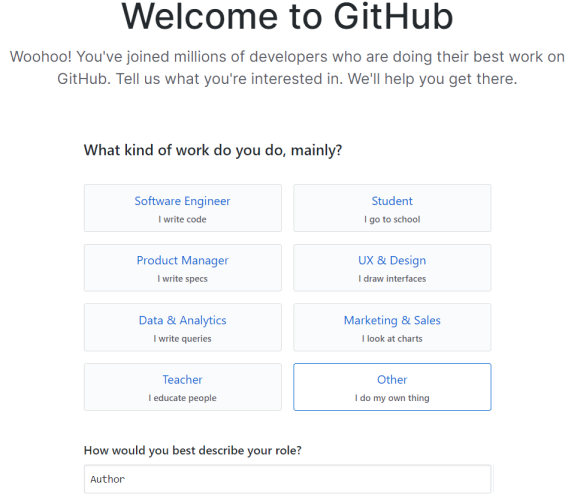 Welcome to GitHub
Woohoo! You've joined millions of developers who are doing their best work on
GitHub. Tell us what you're interested in. We'll help you get there.
What kind of work do you do, mainly?
Software Engineer
I write code
Student
I go to school
Product Manager
I write specs
UX & Design
I draw interfaces
Data & Analytics
I write queries
Marketing & Sales
I look at charts
Teacher
I educate people
Other
I do my own thing
How would you best describe your role?
Author